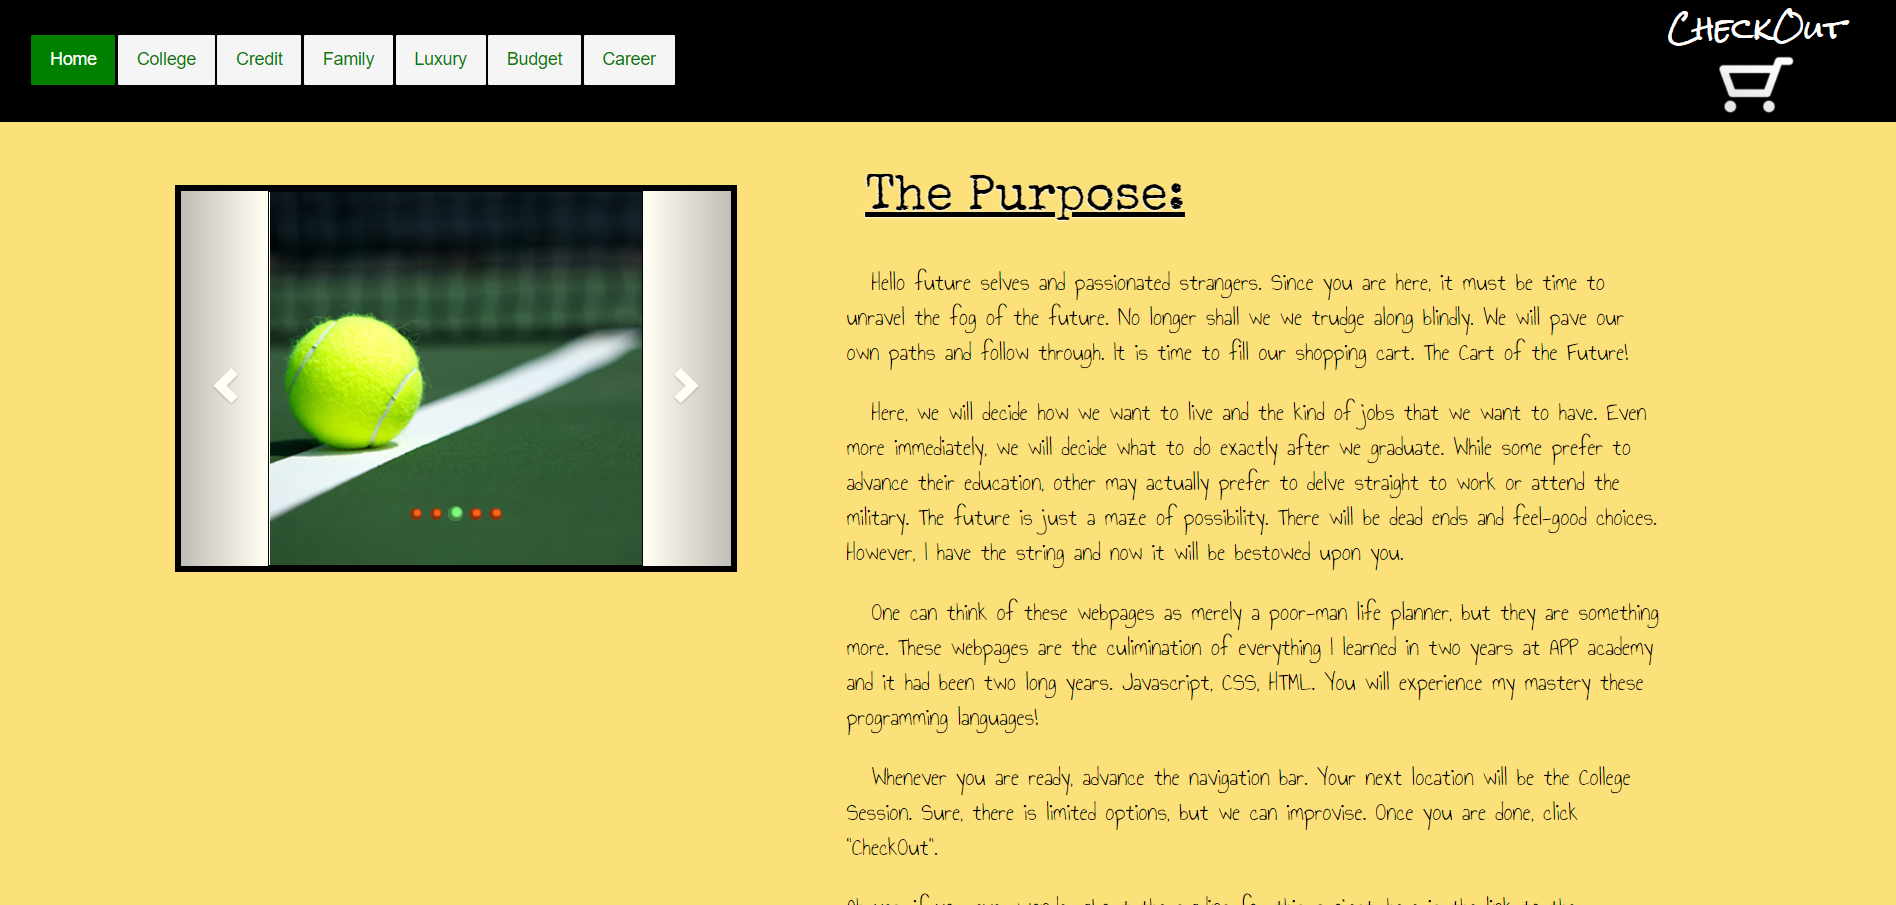 Home College Credit Family Luxury Budget Career
CheckOut
The Purpose:
Hello future selves and passionated strangers. Since you are here, it must be time to
unravel the fog of the future. No longer shall we we trudge along blindly. We will pave our
own paths and follow through. It is time to fill our shopping cart. The Cart of the Future!
Here, we will decide how we want to live and the kind of jobs that we want to have. Even
more immediately, we will decide what to do exactly after we graduate. While some prefer to
advance their education, other may actually prefer to delve straight to work or attend the
military. The future is just a maze of possibility. There will be dead ends and feel-good choices.
However, I have the string and now it will be bestowed upon you.
One can think of these webpages as merely a poor-man life planner, but they are something
more. These webpages are the culimination of everything I learned in two years at APP academy
and it had been two long years. Javascript, CSS, HTML. You will experience my mastery these
programming languages!
Whenever you are ready, advance the navigation bar. Your next location will be the College
Session. Sure, there is limited options, but we can improvise. Once you are done, click
"CheckOut".